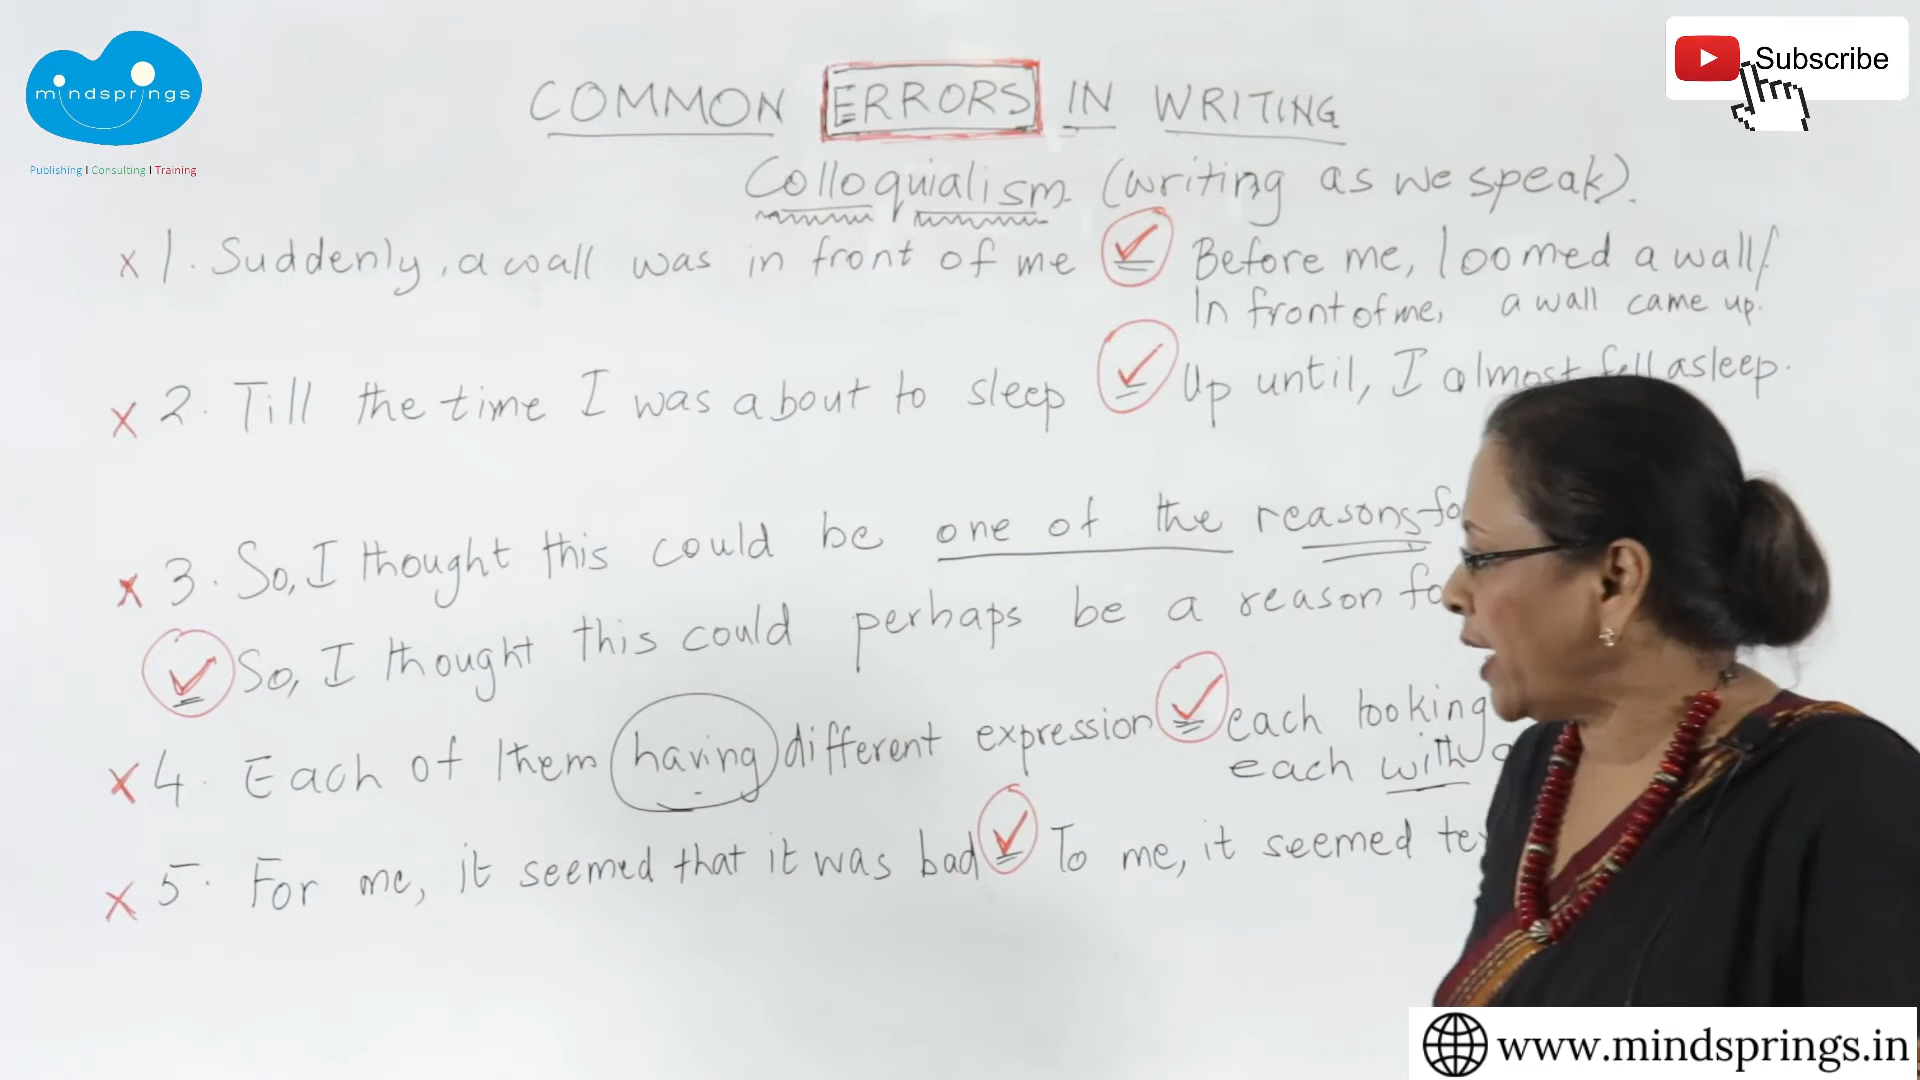 mindsprings
Publishing | Consulting | Training
Subscribe
COMMON ERRORS IN WRITING
Colloquialism (writing as we speak).
x 1. Suddenly, a wall was in front of me ✓ Before me, loomed a wall/
In front of me, a wall came up.
x 2. Till the time I was about to sleep ✓ Up until, I almost fell asleep.
x 3. So, I thought this could be one of the reasons
✓ So, I thought this could perhaps be a reason
x 4. Each of them having different expression ✓ each looking
each with
x 5. For me, it seemed that it was bad ✓ To me, it seemed
www.mindsprings.in